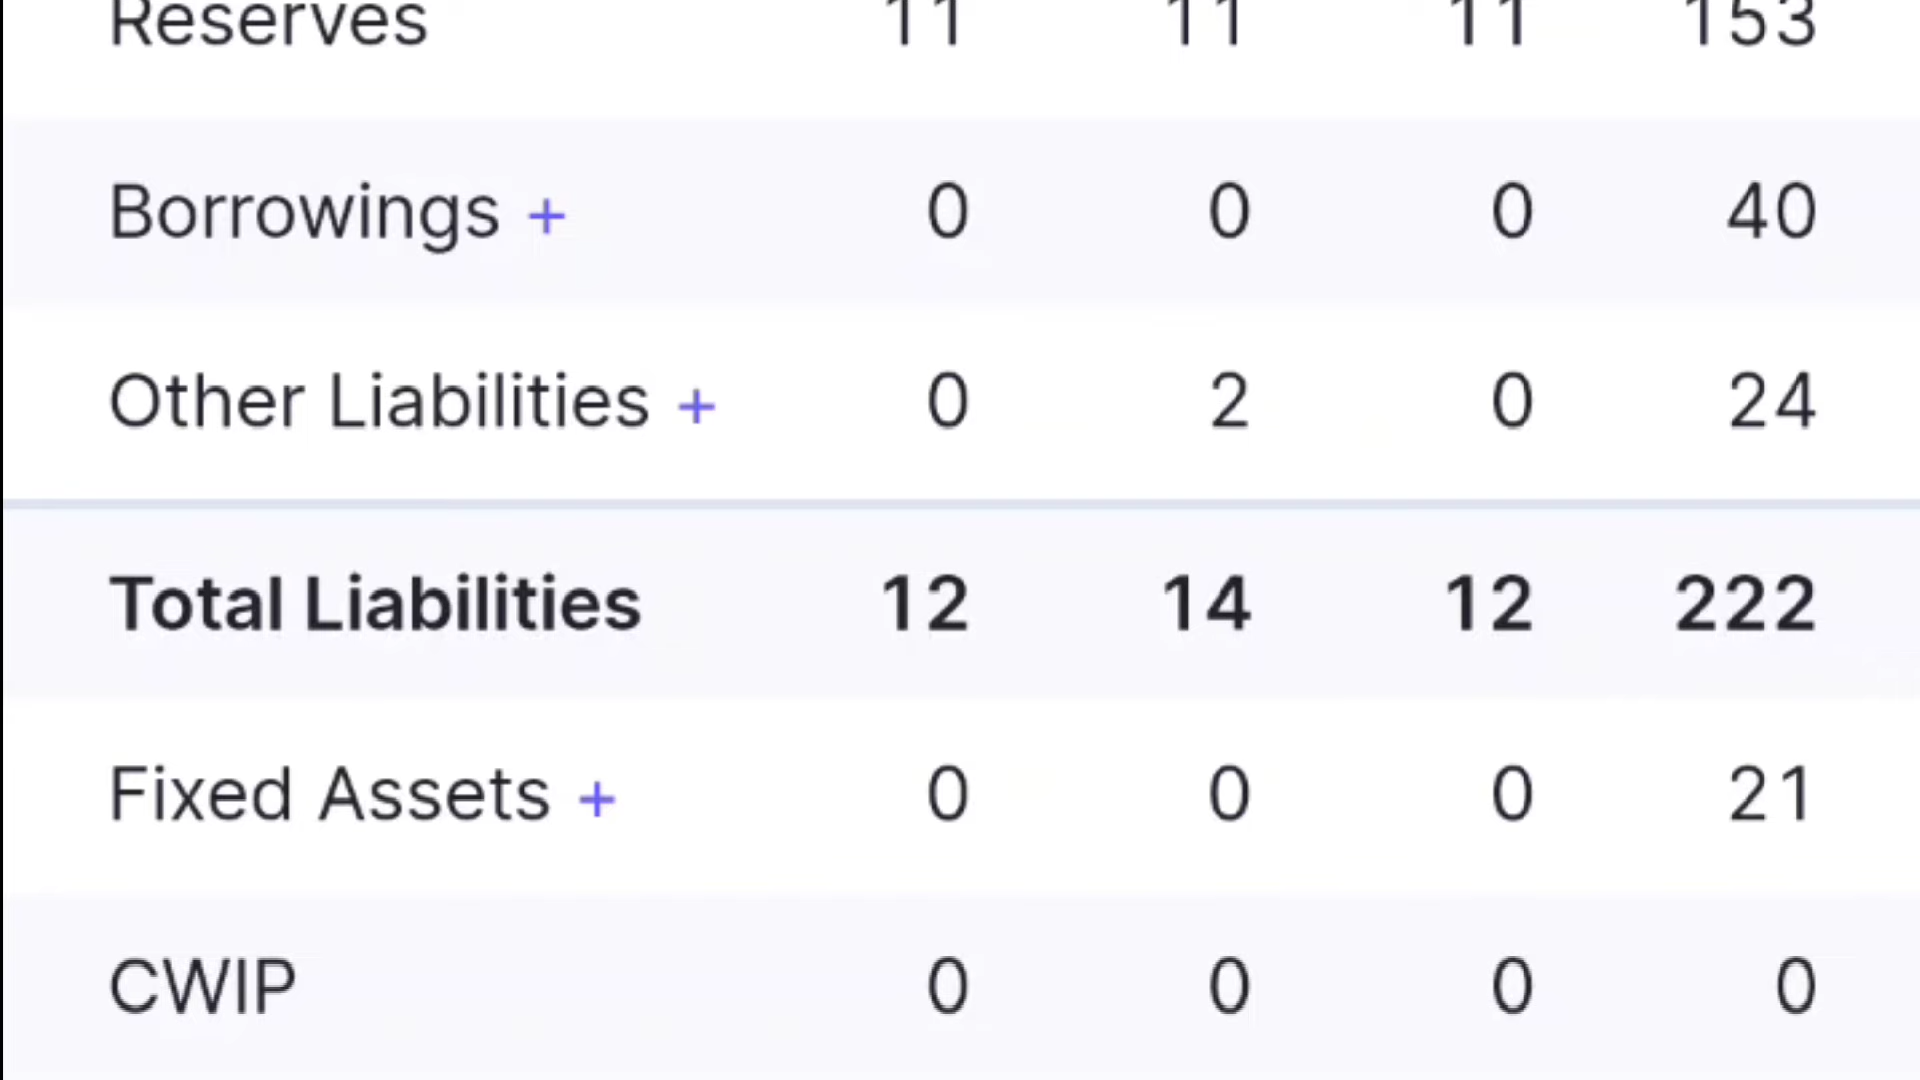 Reserves 11 11 11 153
Borrowings + 0 0 0 40
Other Liabilities + 0 2 0 24
Total Liabilities 12 14 12 222
Fixed Assets + 0 0 0 21
CWIP 0 0 0 0